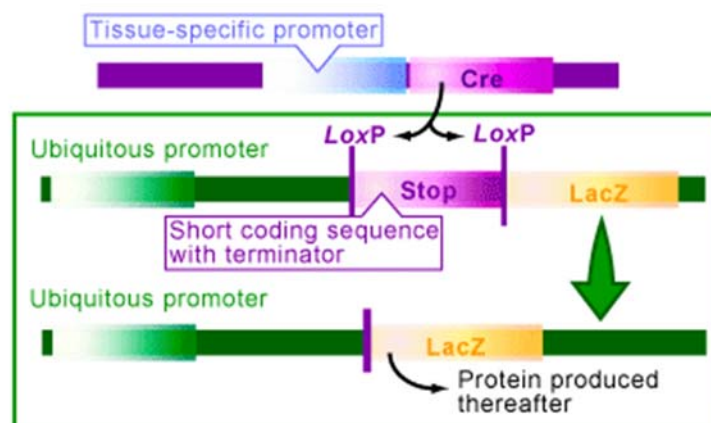 Tissue-specific promoter
Cre
LoxP LoxP
Ubiquitous promoter
Stop
LacZ
Short coding sequence
with terminator
Ubiquitous promoter
LacZ
Protein produced
thereafter